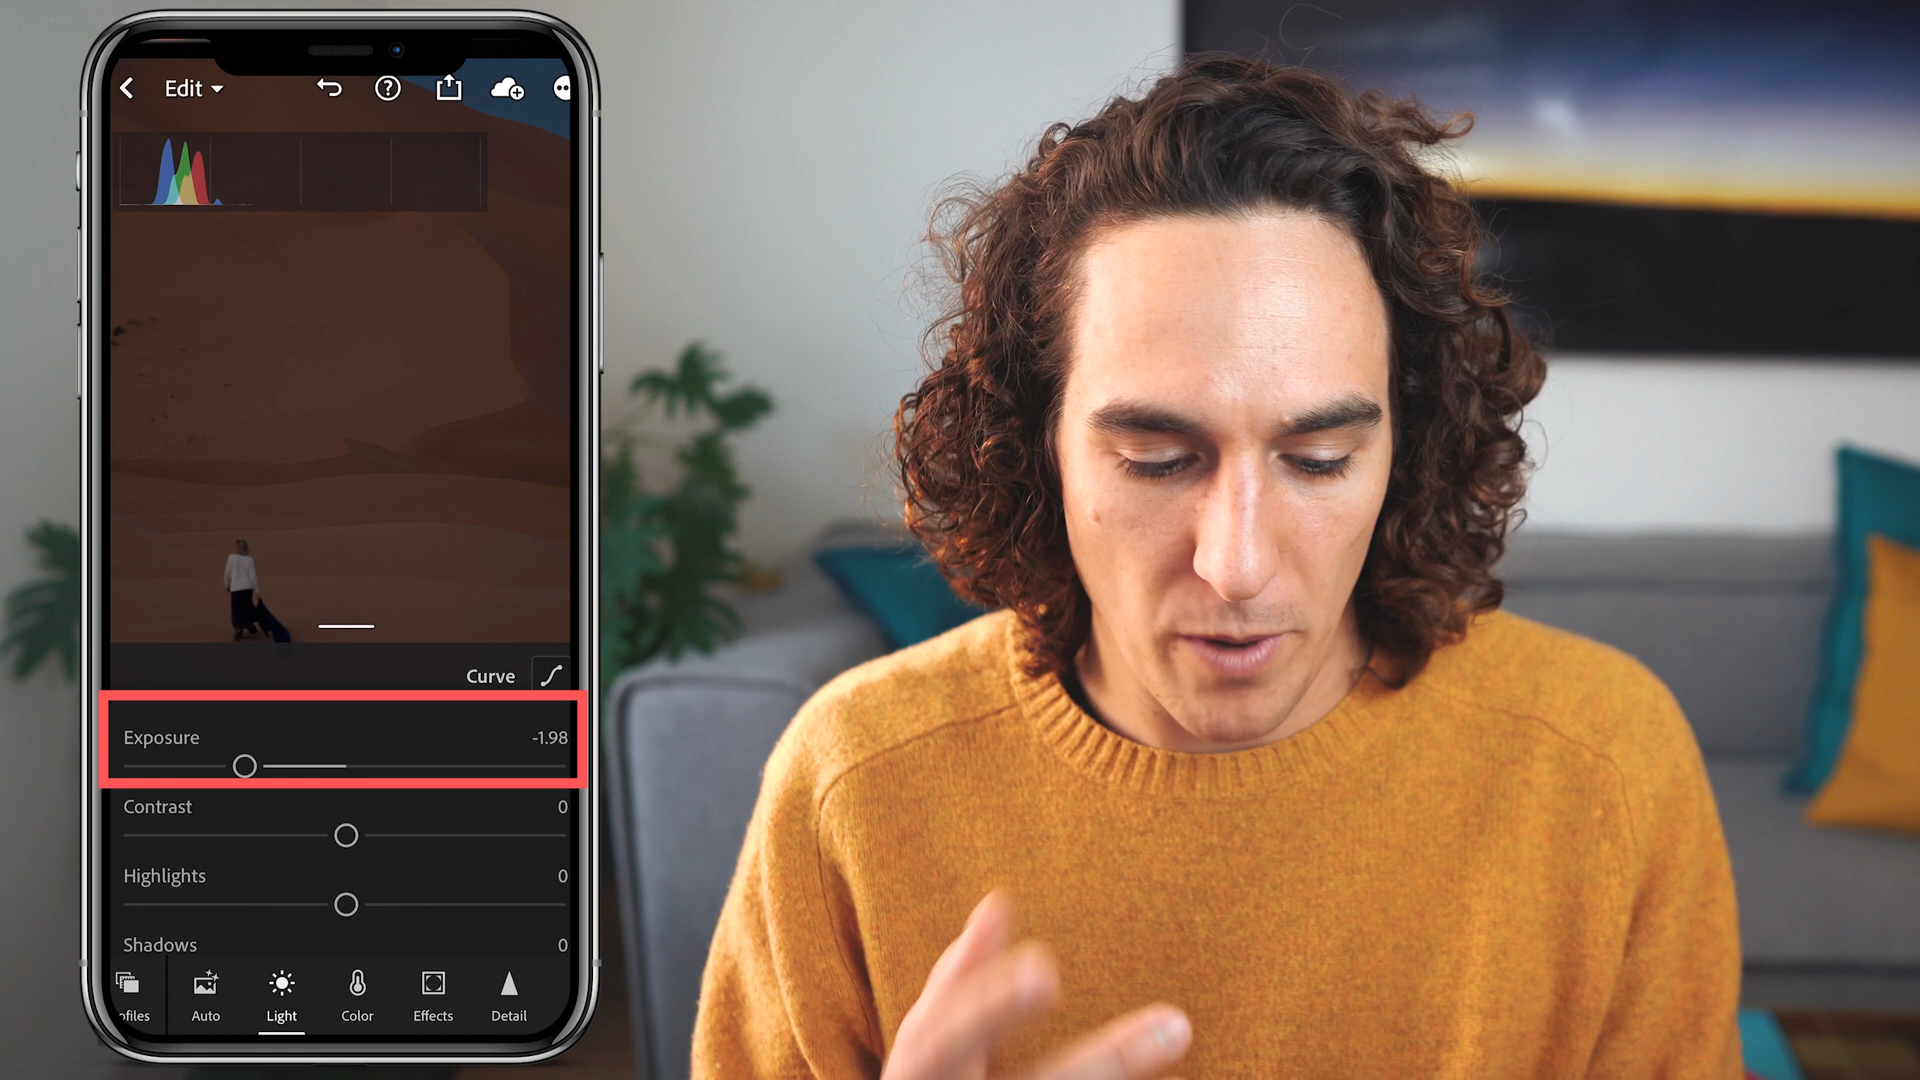 Edit
Curve
Exposure -1.98
Contrast 0
Highlights 0
Shadows 0
ofiles Auto Light Color Effects Detail